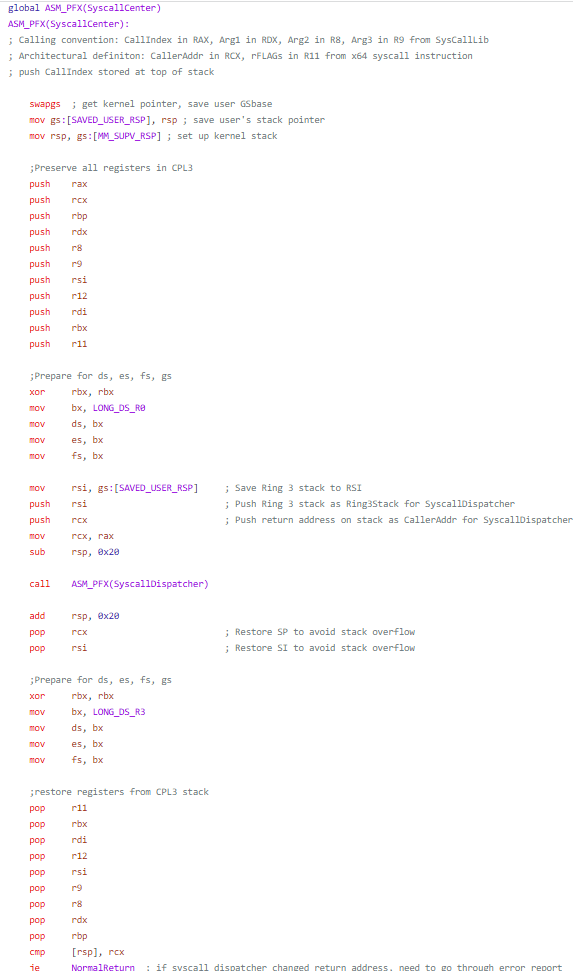 global ASM_PFX(SyscallCenter)
ASM_PFX(SyscallCenter):
; Calling convention: CallIndex in RAX, Arg1 in RDX, Arg2 in R8, Arg3 in R9 from SysCallLib
; Architectural definiton: CallerAddr in RCX, rFLAGs in R11 from x64 syscall instruction
; push CallIndex stored at top of stack
swapgs ; get kernel pointer, save user GSbase
mov gs:[SAVED_USER_RSP], rsp ; save user's stack pointer
mov rsp, gs:[MM_SUPV_RSP] ; set up kernel stack
;Preserve all registers in CPL3
push rax
push rcx
push rbp
push rdx
push r8
push r9
push rsi
push r12
push rdi
push rbx
push r11
;Prepare for ds, es, fs, gs
xor rbx, rbx
mov bx, LONG_DS_R0
mov ds, bx
mov es, bx
mov fs, bx
mov rsi, gs:[SAVED_USER_RSP] ; Save Ring 3 stack to RSI
push rsi ; Push Ring 3 stack as Ring3Stack for SyscallDispatcher
push rcx ; Push return address on stack as CallerAddr for SyscallDispatcher
mov rcx, rax
sub rsp, 0x20
call ASM_PFX(SyscallDispatcher)
add rsp, 0x20
pop rcx ; Restore SP to avoid stack overflow
pop rsi ; Restore SI to avoid stack overflow
;Prepare for ds, es, fs, gs
xor rbx, rbx
mov bx, LONG_DS_R3
mov ds, bx
mov es, bx
mov fs, bx
;restore registers from CPL3 stack
pop r11
pop rbx
pop rdi
pop r12
pop rsi
pop r9
pop r8
pop rdx
pop rbp
cmp [rsp], rcx
je NormalReturn ; if syscall dispatcher changed return address, need to go through error report